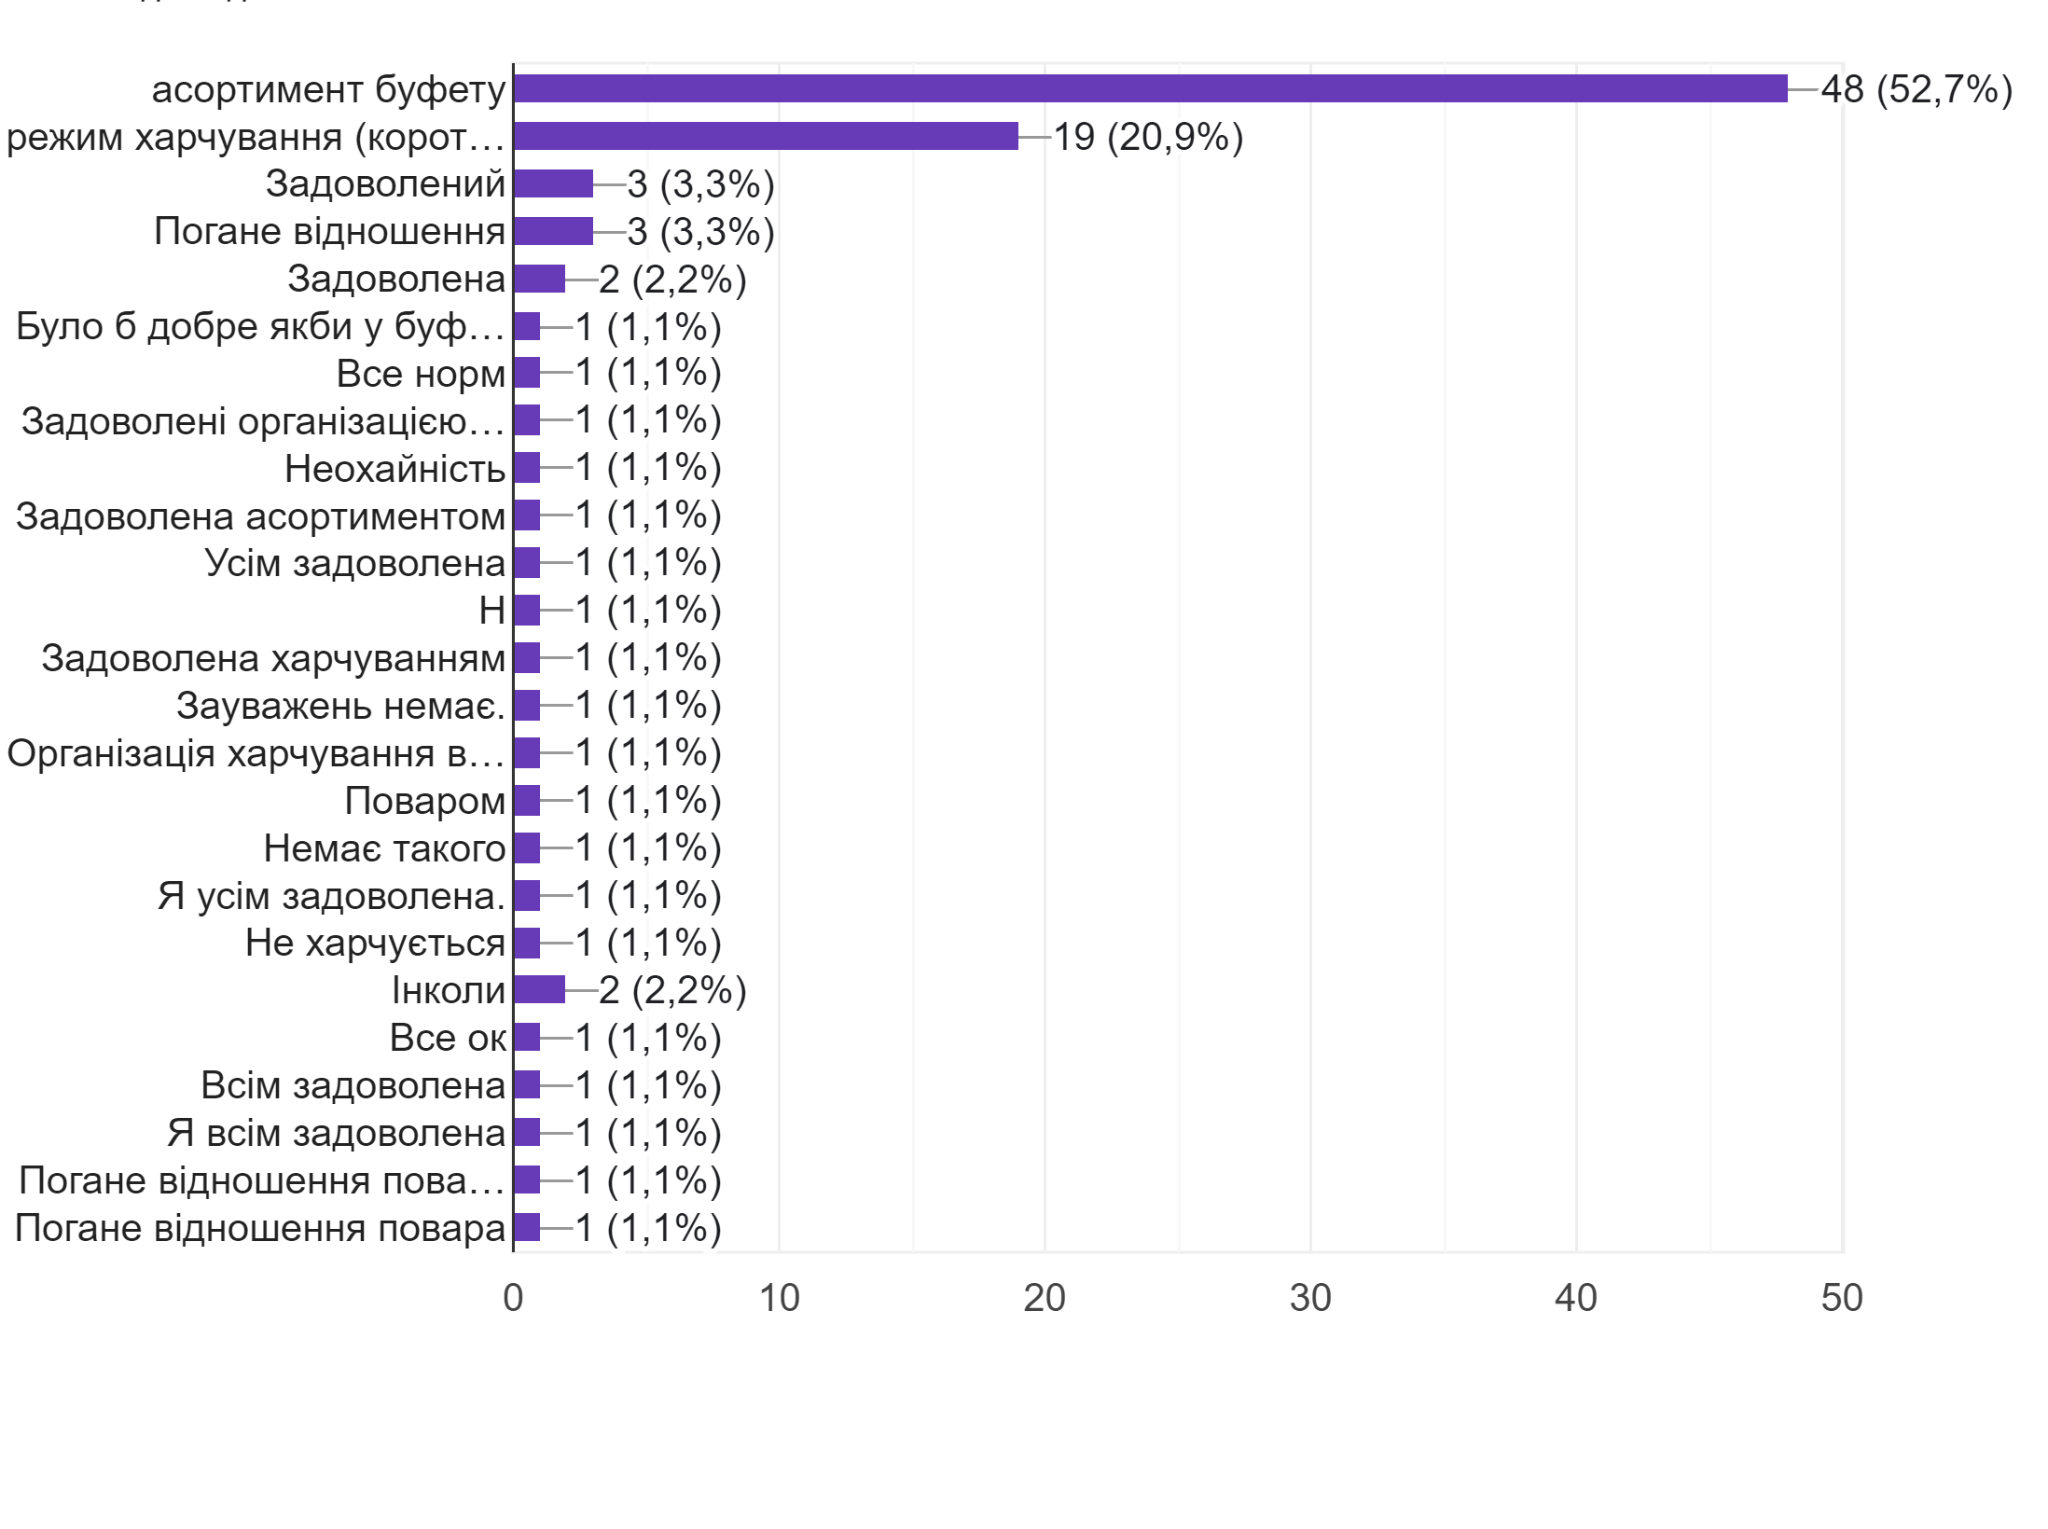 асортимент буфету 48 (52,7%)
режим харчування (корот… 19 (20,9%)
Задоволений 3 (3,3%)
Погане відношення 3 (3,3%)
Задоволена 2 (2,2%)
Було б добре якби у буф… 1 (1,1%)
Все норм 1 (1,1%)
Задоволені організацією… 1 (1,1%)
Неохайність 1 (1,1%)
Задоволена асортиментом 1 (1,1%)
Усім задоволена 1 (1,1%)
Н 1 (1,1%)
Задоволена харчуванням 1 (1,1%)
Зауважень немає. 1 (1,1%)
Організація харчування в… 1 (1,1%)
Поваром 1 (1,1%)
Немає такого 1 (1,1%)
Я усім задоволена. 1 (1,1%)
Не харчується 1 (1,1%)
Інколи 2 (2,2%)
Все ок 1 (1,1%)
Всім задоволена 1 (1,1%)
Я всім задоволена 1 (1,1%)
Погане відношення пова… 1 (1,1%)
Погане відношення повара 1 (1,1%)
0 10 20 30 40 50